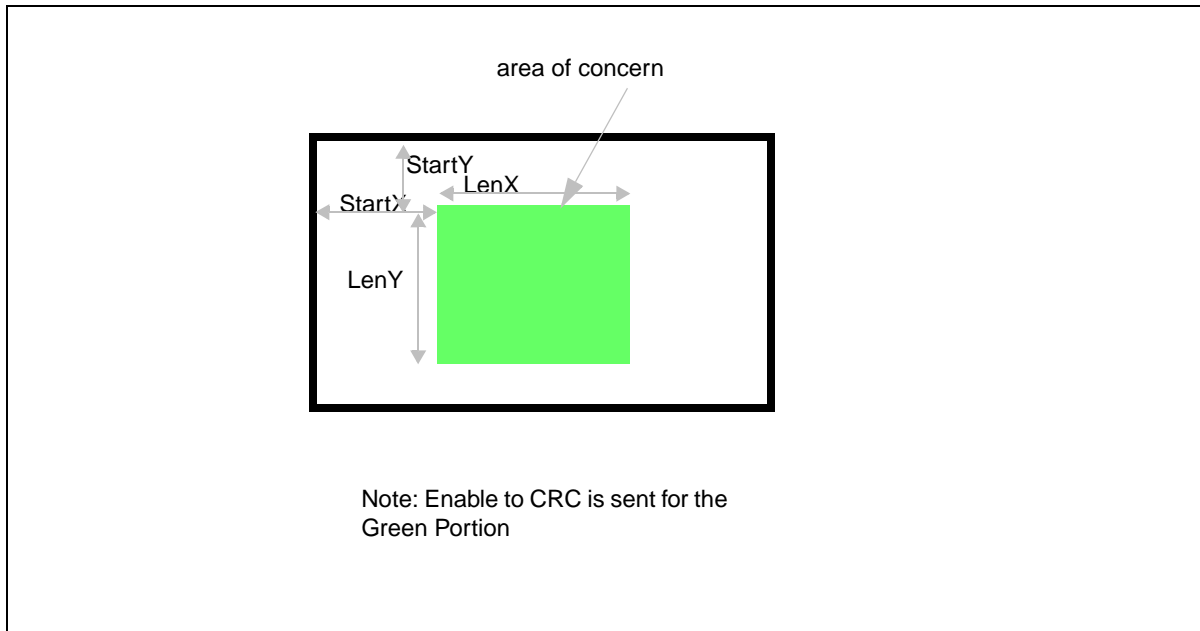 area of concern
StartY
LenX
StartX
LenY
Note: Enable to CRC is sent for the
Green Portion